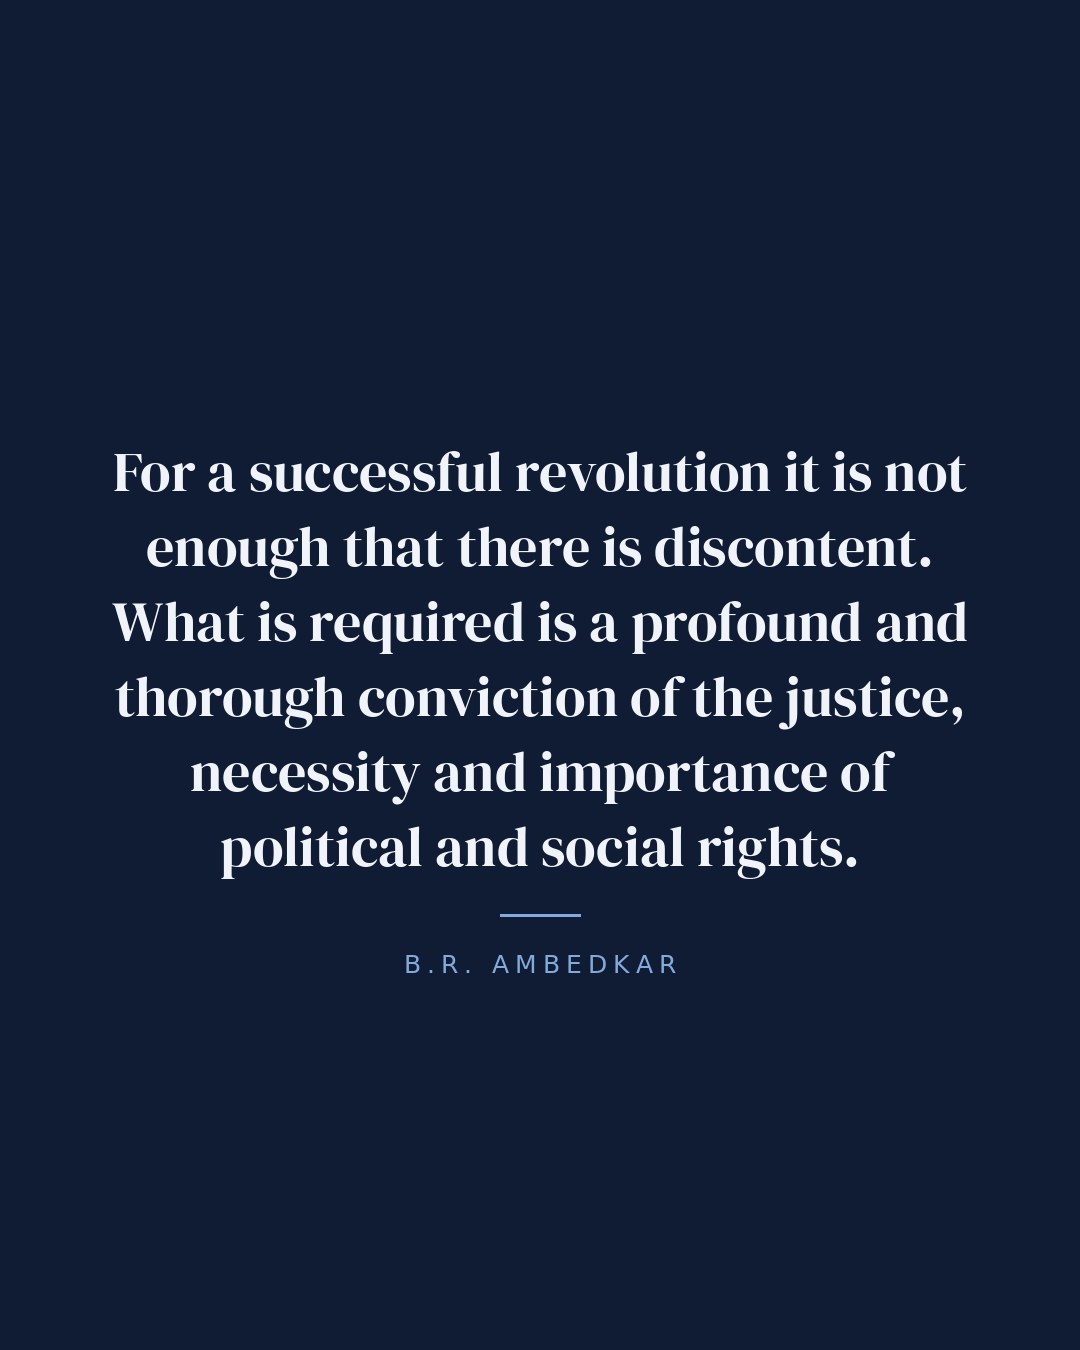 For a successful revolution it is not
enough that there is discontent.
What is required is a profound and
thorough conviction of the justice,
necessity and importance of
political and social rights.
B.R. AMBEDKAR